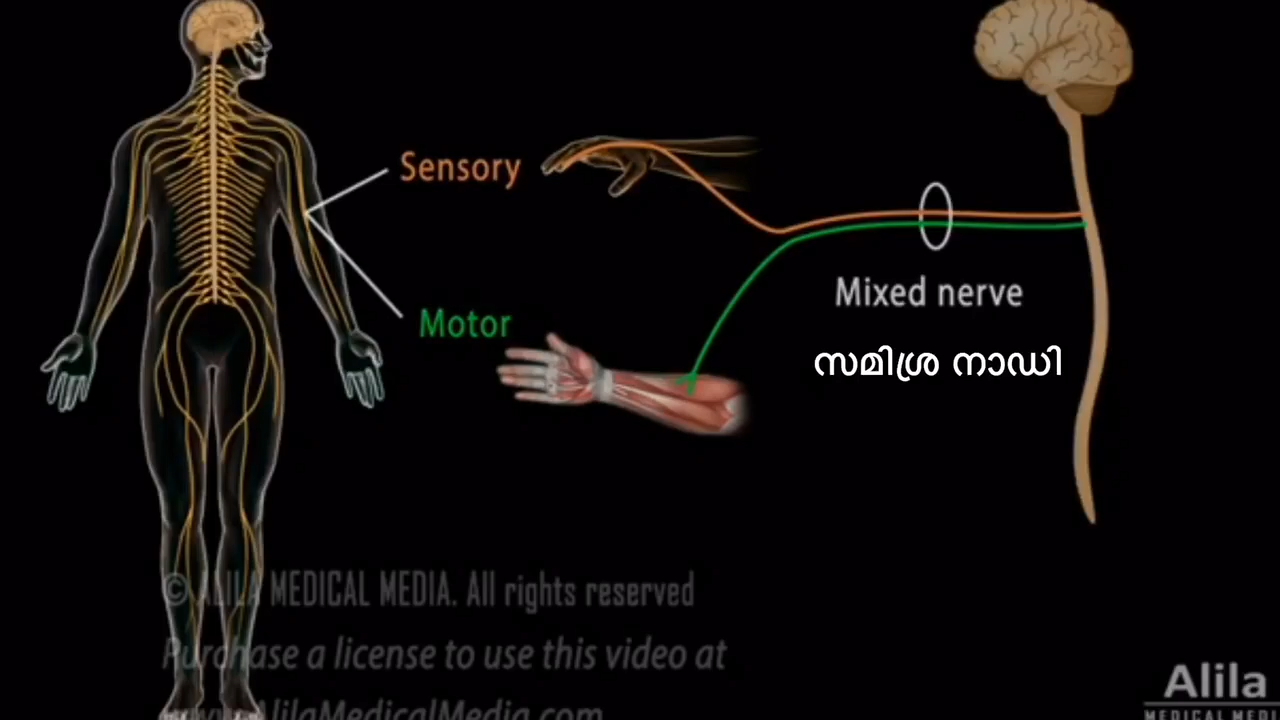 Sensory
Motor
Mixed nerve
സമിശ്ര നാഡി
© ALILA MEDICAL MEDIA. All rights reserved
Purchase a license to use this video at
www.AlilaMedicalMedia.com
Alila
MEDICAL MEDI